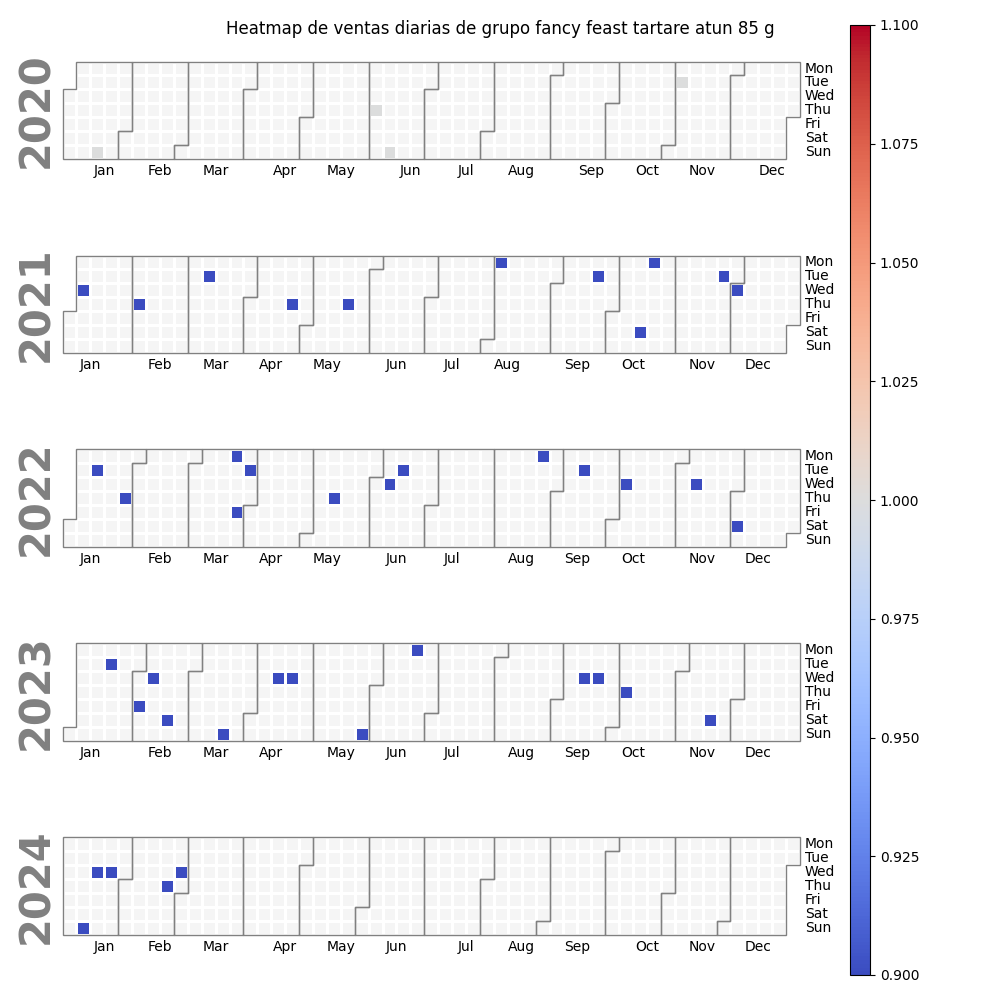 Heatmap de ventas diarias de grupo fancy feast tartare atun 85 g
2020
Mon
Tue
Wed
Thu
Fri
Sat
Sun
Jan Feb Mar Apr May Jun Jul Aug Sep Oct Nov Dec
2021
Mon
Tue
Wed
Thu
Fri
Sat
Sun
Jan Feb Mar Apr May Jun Jul Aug Sep Oct Nov Dec
2022
Mon
Tue
Wed
Thu
Fri
Sat
Sun
Jan Feb Mar Apr May Jun Jul Aug Sep Oct Nov Dec
2023
Mon
Tue
Wed
Thu
Fri
Sat
Sun
Jan Feb Mar Apr May Jun Jul Aug Sep Oct Nov Dec
2024
Mon
Tue
Wed
Thu
Fri
Sat
Sun
Jan Feb Mar Apr May Jun Jul Aug Sep Oct Nov Dec
1.100
1.075
1.050
1.025
1.000
0.975
0.950
0.925
0.900